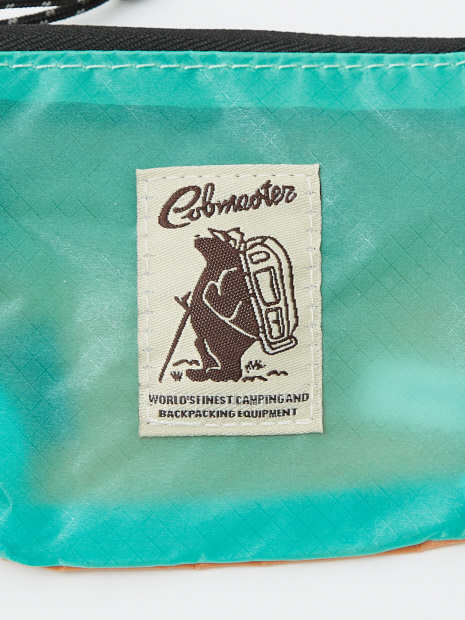 Cobmaster
WORLD'S FINEST CAMPING AND
BACKPACKING EQUIPMENT